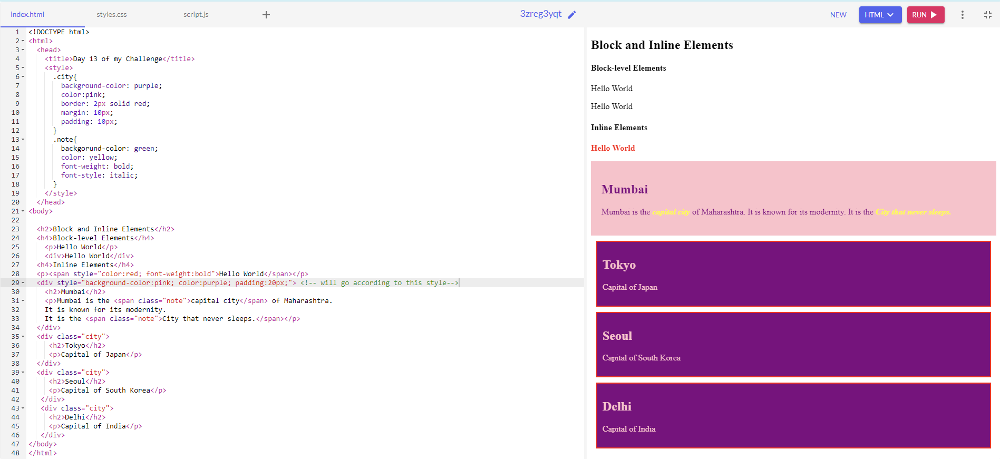 index.html styles.css script.js + 3zreg3yqt NEW HTML RUN
1 <!DOCTYPE html>
2 <html>
3 <head>
4 <title>Day 13 of my Challenge</title>
5 <style>
6 .city{
7 background-color: purple;
8 color:pink;
9 border: 2px solid red;
10 margin: 10px;
11 padding: 10px;
12 }
13 .note{
14 backgorund-color: green;
15 color: yellow;
16 font-weight: bold;
17 font-style: italic;
18 }
19 </style>
20 </head>
21 <body>
22
23 <h2>Block and Inline Elements</h2>
24 <h4>Block-level Elements</h4>
25 <p>Hello World</p>
26 <div>Hello World</div>
27 <h4>Inline Elements</h4>
28 <p><span style="color:red; font-weight:bold">Hello World</span></p>
29 <div style="background-color:pink; color:purple; padding:20px;"> <!-- will go according to this style-->
30 <h2>Mumbai</h2>
31 <p>Mumbai is the <span class="note">capital city</span> of Maharashtra.
32 It is known for its modernity.
33 It is the <span class="note">City that never sleeps.</span></p>
34 </div>
35 <div class="city">
36 <h2>Tokyo</h2>
37 <p>Capital of Japan</p>
38 </div>
39 <div class="city">
40 <h2>Seoul</h2>
41 <p>Capital of South Korea</p>
42 </div>
43 <div class="city">
44 <h2>Delhi</h2>
45 <p>Capital of India</p>
46 </div>
47 </body>
48 </html>
Block and Inline Elements
Block-level Elements
Hello World
Hello World
Inline Elements
Hello World
Mumbai
Mumbai is the capital city of Maharashtra. It is known for its modernity. It is the City that never sleeps.
Tokyo
Capital of Japan
Seoul
Capital of South Korea
Delhi
Capital of India